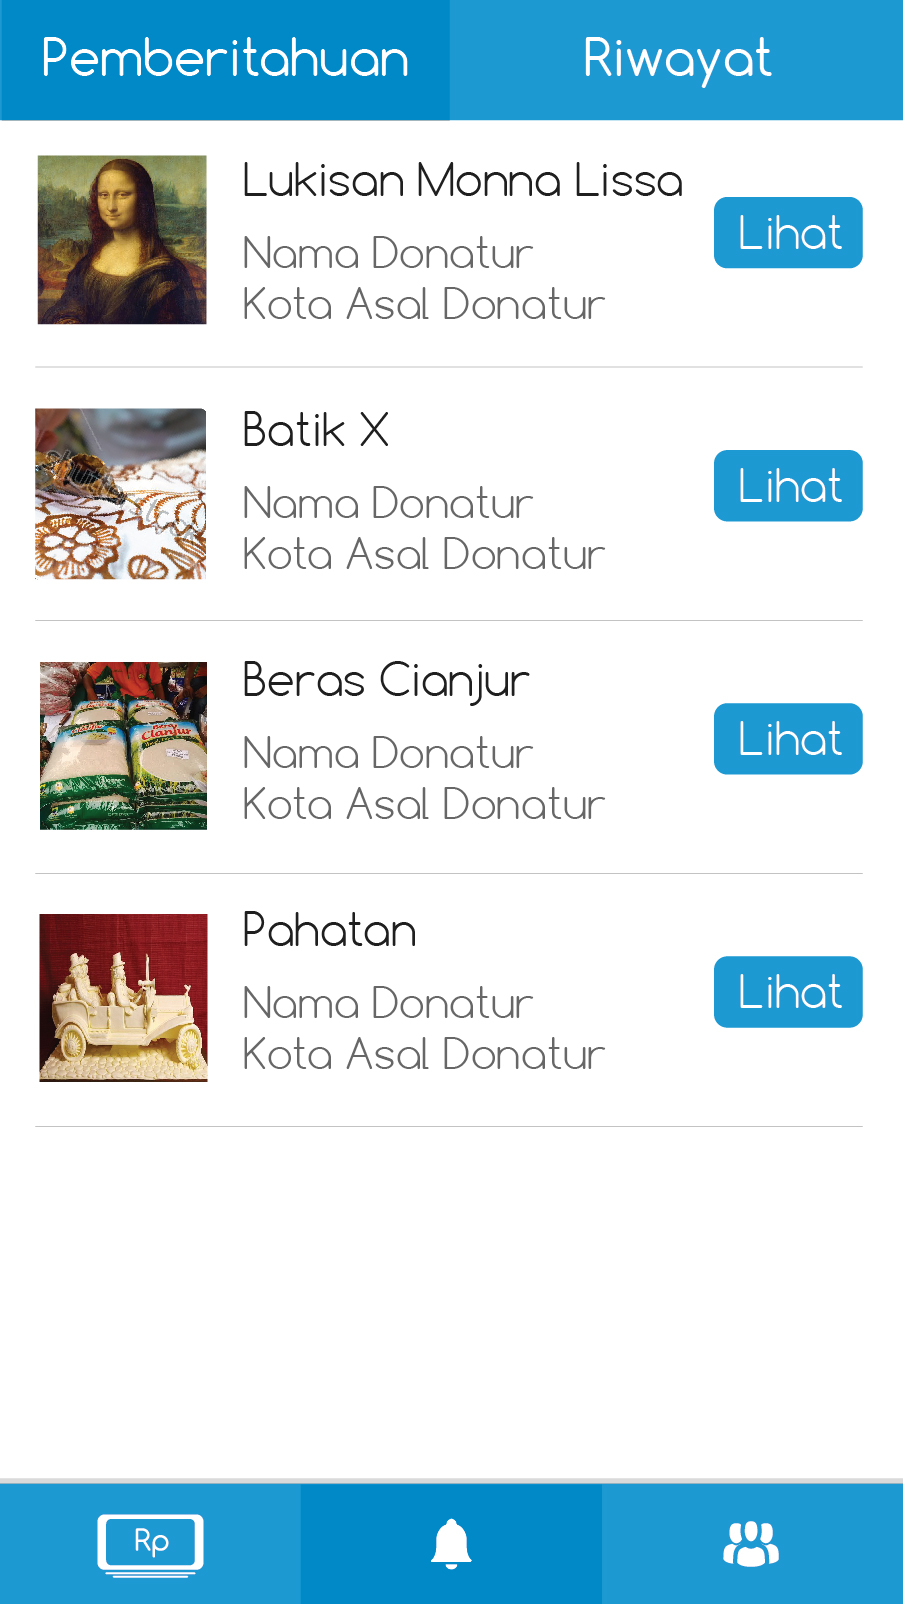 Pemberitahuan
Riwayat
Lukisan Monna Lissa
Nama Donatur
Kota Asal Donatur
Lihat
Batik X
Nama Donatur
Kota Asal Donatur
Lihat
Beras Cianjur
Nama Donatur
Kota Asal Donatur
Lihat
Cianjur
Pahatan
Nama Donatur
Kota Asal Donatur
Lihat
Rp